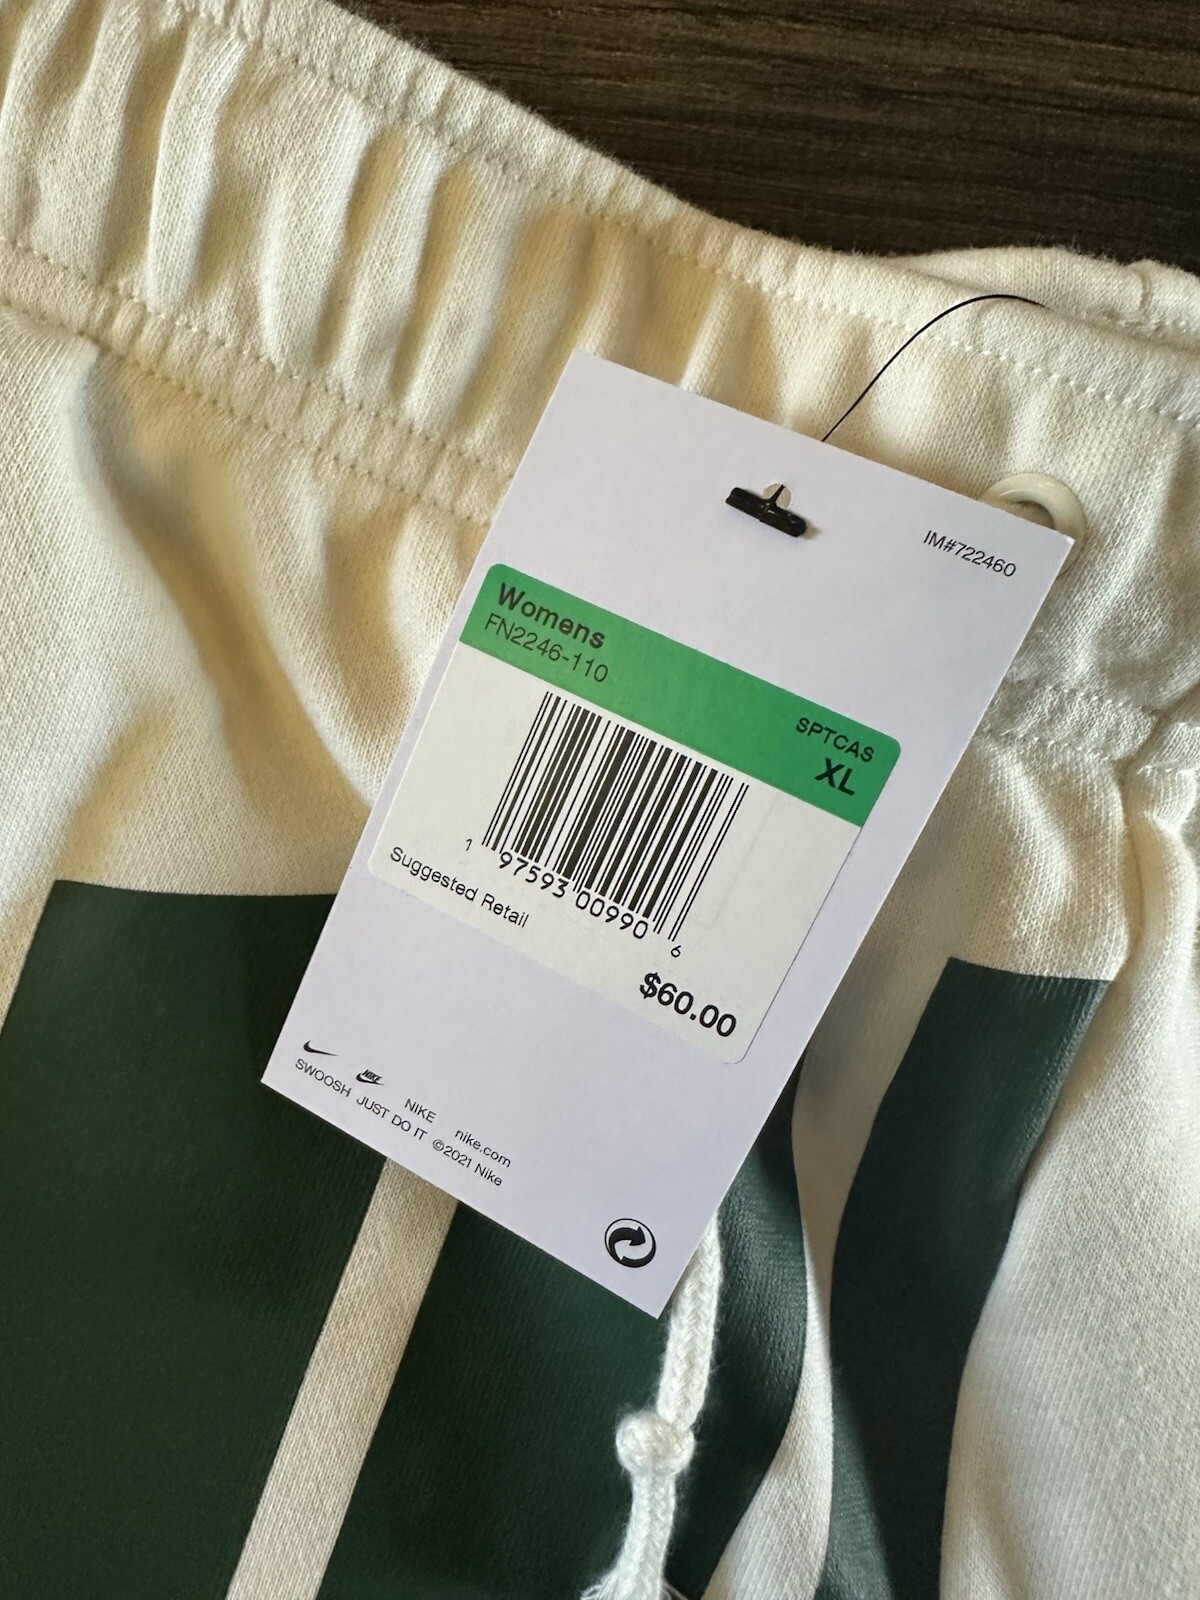 IM#722460
Womens
FN2246-110
SPTCAS
XL
1 97593 00990 6
Suggested Retail
$60.00
NIKE
NIKE nike.com
SWOOSH JUST DO IT ©2021 Nike